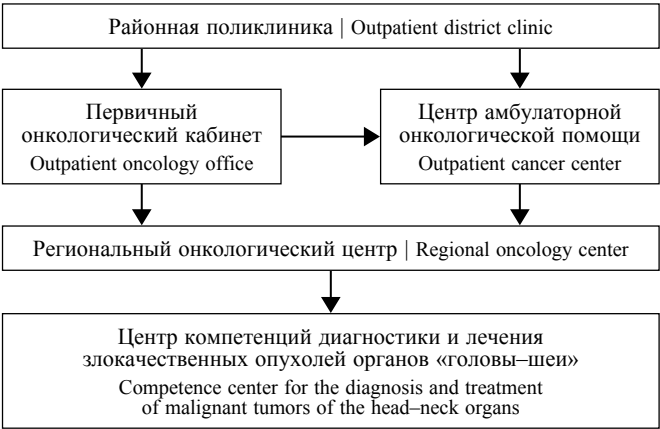 Районная поликлиника | Outpatient district clinic
Первичный
онкологический кабинет
Outpatient oncology office
Центр амбулаторной
онкологической помощи
Outpatient cancer center
Региональный онкологический центр | Regional oncology center
Центр компетенций диагностики и лечения
злокачественных опухолей органов «головы–шеи»
Competence center for the diagnosis and treatment
of malignant tumors of the head–neck organs